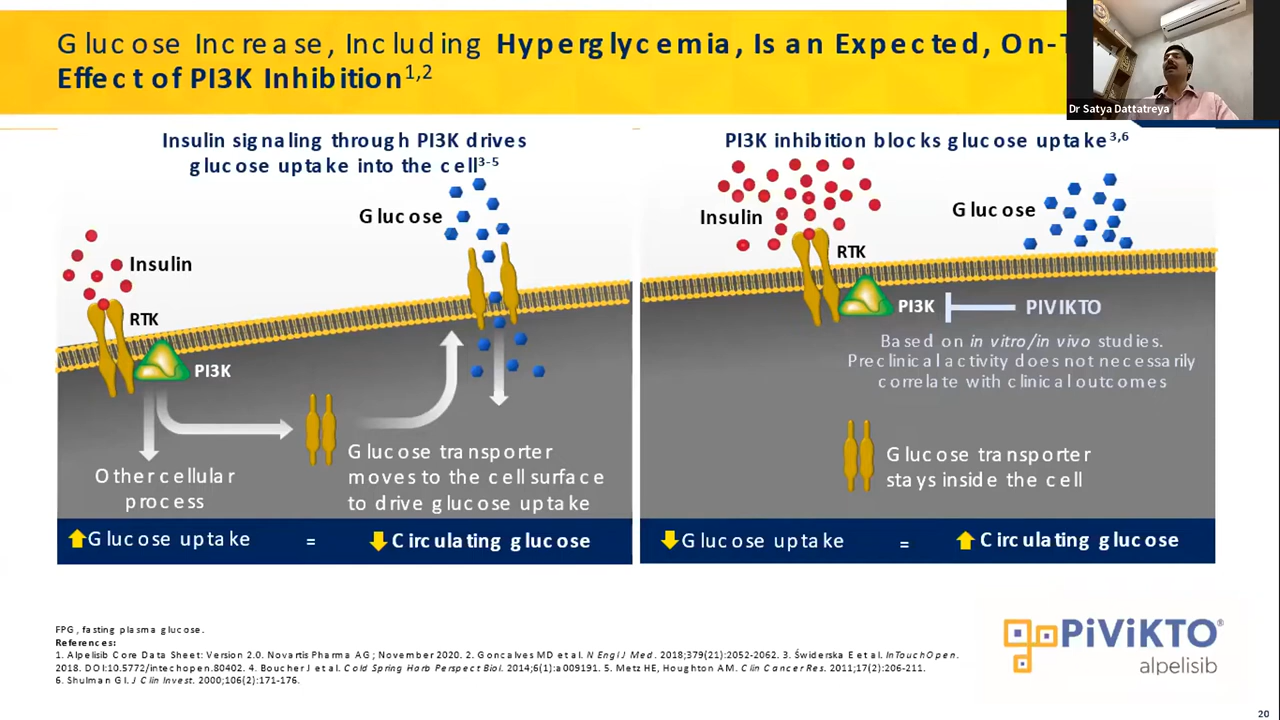 Glucose Increase, Including Hyperglycemia, Is an Expected, On-T
Effect of PI3K Inhibition1,2
Dr Satya Dattatreya
Insulin signaling through PI3K drives
glucose uptake into the cell3-5
Glucose
Insulin
RTK
PI3K
Other cellular
process
Glucose transporter
moves to the cell surface
to drive glucose uptake
Glucose uptake = Circulating glucose
PI3K inhibition blocks glucose uptake3,6
Insulin
Glucose
RTK
PI3K
PIVIKTO
Based on in vitro/in vivo studies.
Preclinical activity does not necessarily
correlate with clinical outcomes
Glucose transporter
stays inside the cell
Glucose uptake = Circulating glucose
FPG, fasting plasma glucose.
References:
1. Alpelisib Core Data Sheet: Version 2.0. Novartis Pharma AG; November 2020. 2. Goncalves MD et al. N Engl J Med. 2018;379(21):2052-2062. 3. Świderska E et al. InTouchOpen.
2018. DOI:10.5772/intechopen.80402. 4. Boucher J et al. Cold Spring Harb Perspect Biol. 2014;6(1):a009191. 5. Metz HE, Houghton AM. Clin Cancer Res. 2011;17(2):206-211.
6. Shulman GI. J Clin Invest. 2000;106(2):171-176.
PiViKTO®
alpelisib
20